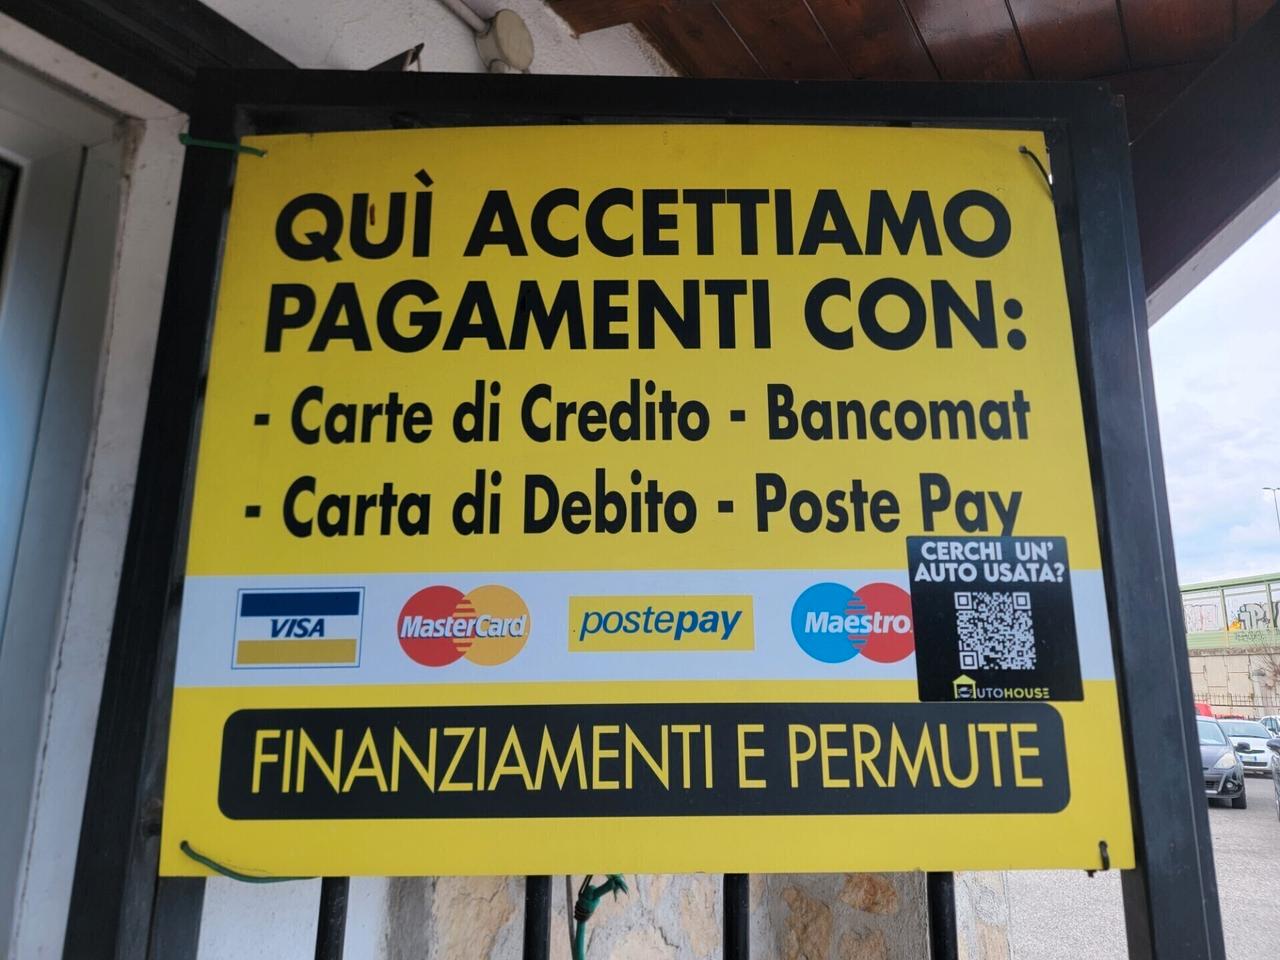 QUÌ ACCETTIAMO
PAGAMENTI CON:
- Carte di Credito - Bancomat
- Carta di Debito - Poste Pay
CERCHI UN'
AUTO USATA?
VISA MasterCard postepay Maestro
AUTOHOUSE
FINANZIAMENTI E PERMUTE